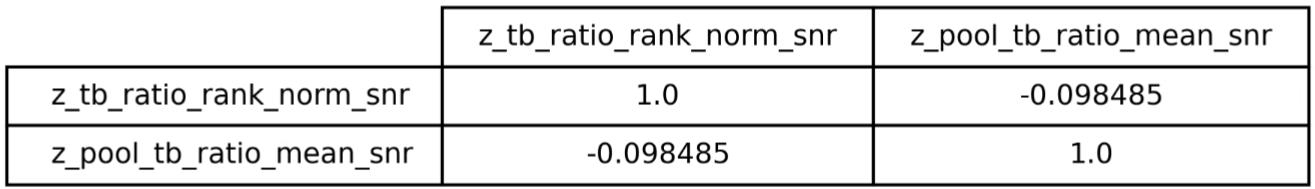 z_tb_ratio_rank_norm_snr z_pool_tb_ratio_mean_snr
z_tb_ratio_rank_norm_snr 1.0 -0.098485
z_pool_tb_ratio_mean_snr -0.098485 1.0